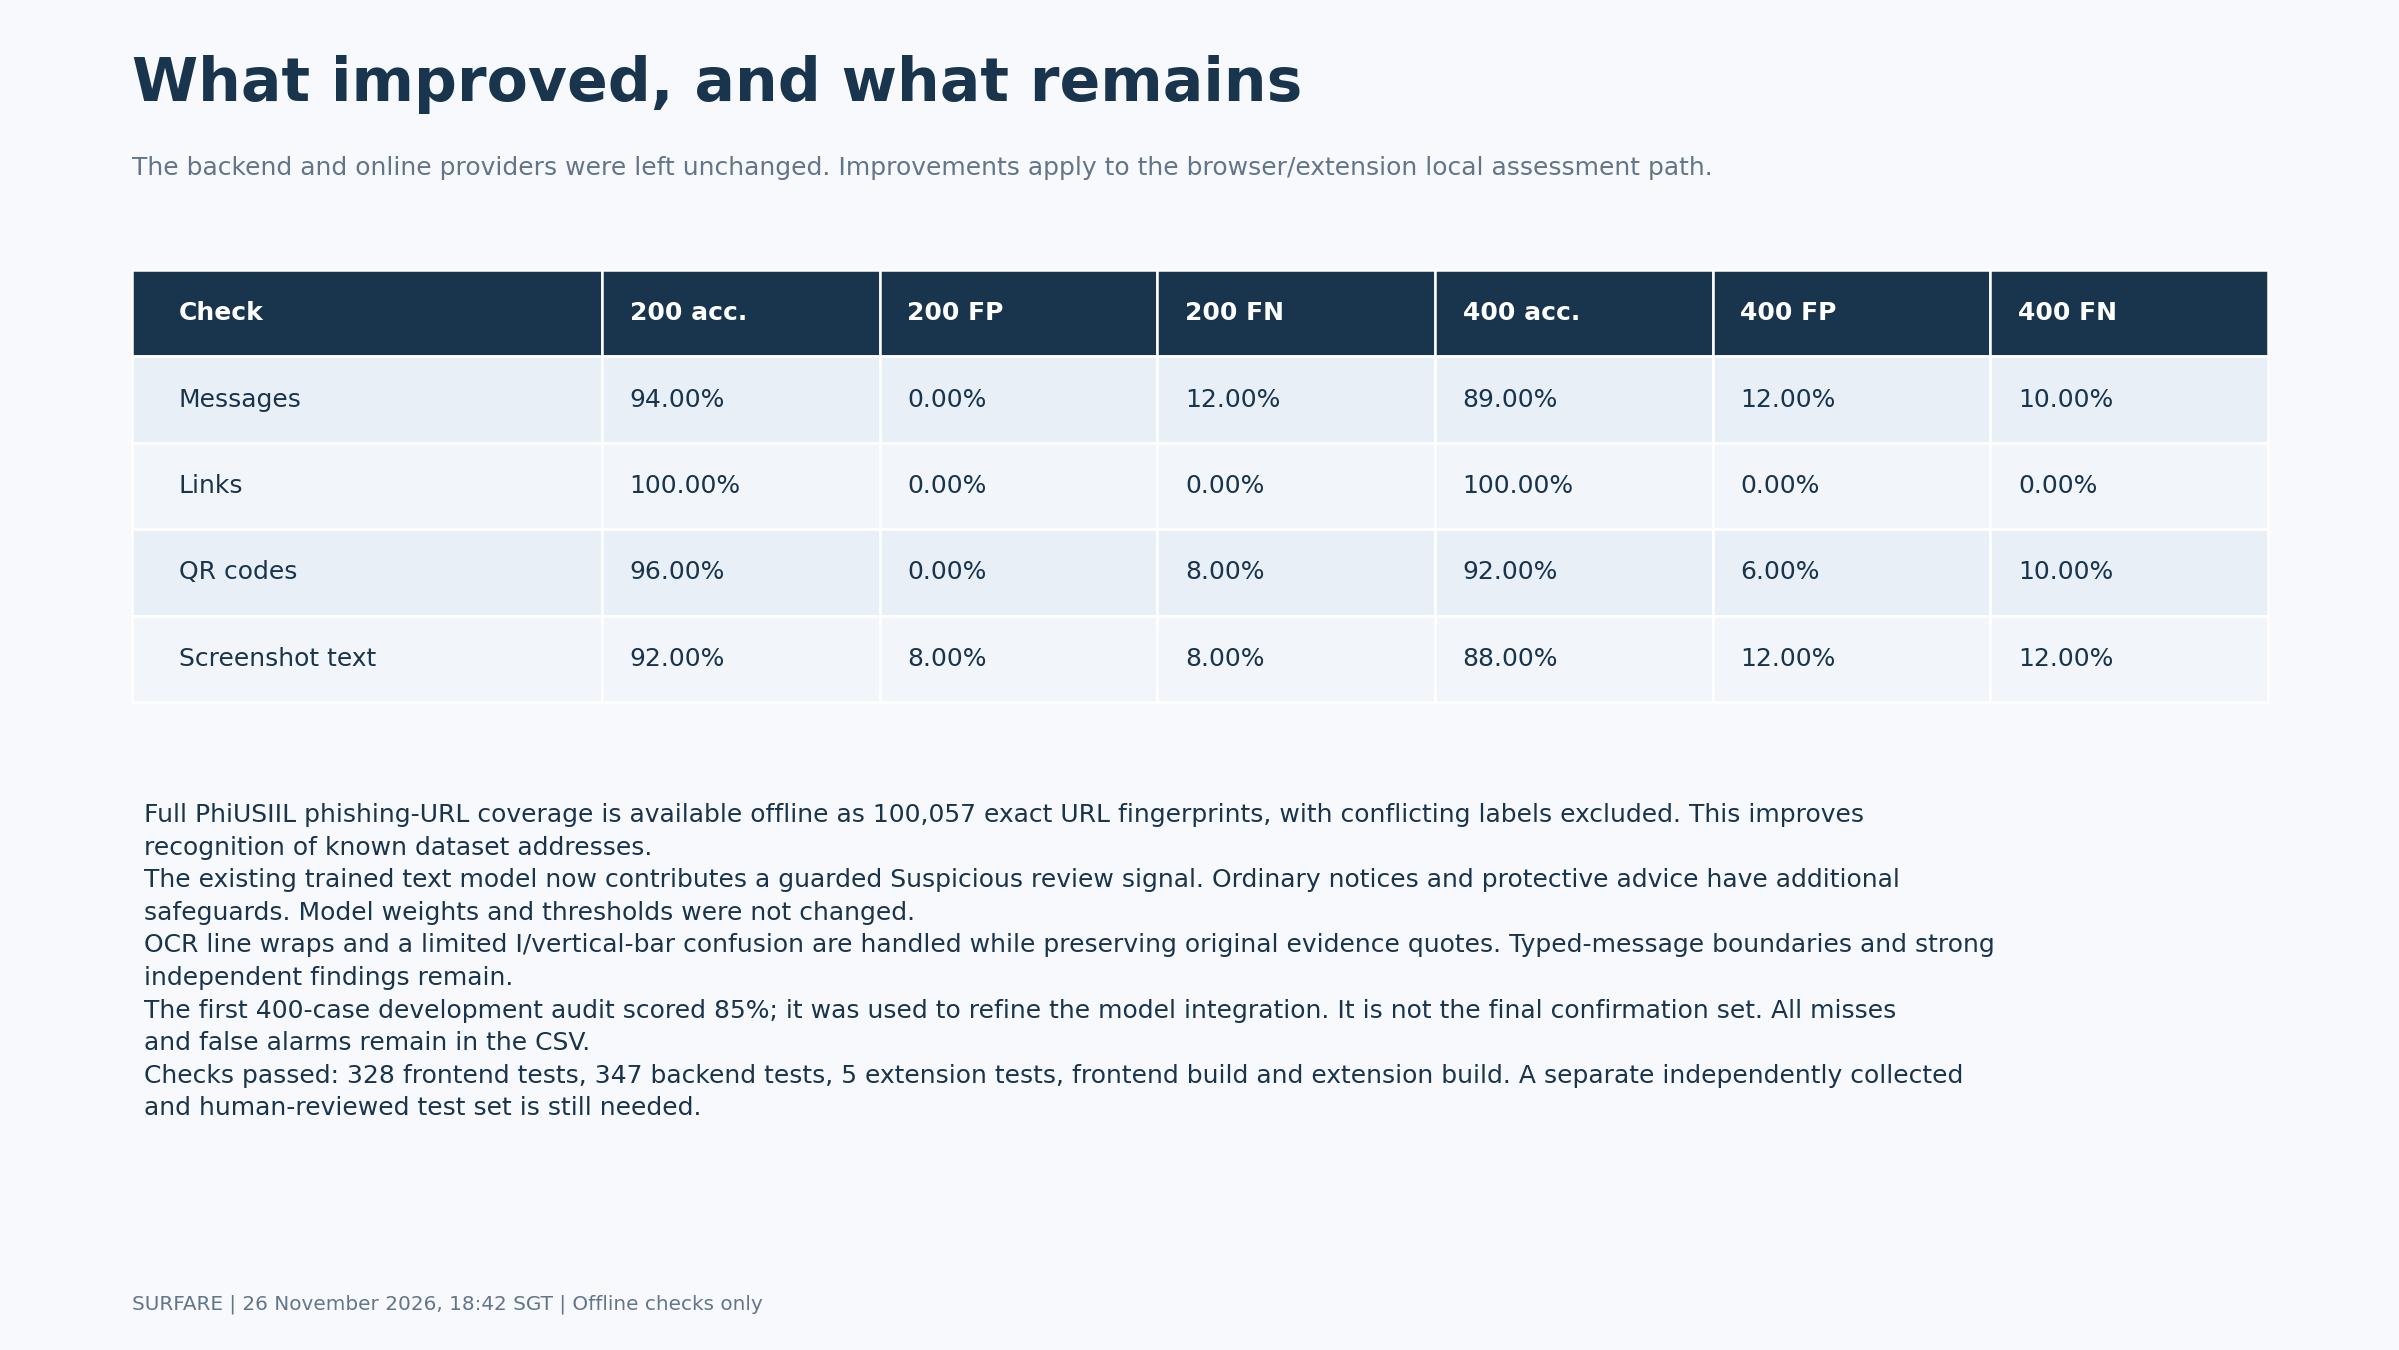 What improved, and what remains
The backend and online providers were left unchanged. Improvements apply to the browser/extension local assessment path.
Check 200 acc. 200 FP 200 FN 400 acc. 400 FP 400 FN
Messages 94.00% 0.00% 12.00% 89.00% 12.00% 10.00%
Links 100.00% 0.00% 0.00% 100.00% 0.00% 0.00%
QR codes 96.00% 0.00% 8.00% 92.00% 6.00% 10.00%
Screenshot text 92.00% 8.00% 8.00% 88.00% 12.00% 12.00%
Full PhiUSIIL phishing-URL coverage is available offline as 100,057 exact URL fingerprints, with conflicting labels excluded. This improves
recognition of known dataset addresses.
The existing trained text model now contributes a guarded Suspicious review signal. Ordinary notices and protective advice have additional
safeguards. Model weights and thresholds were not changed.
OCR line wraps and a limited I/vertical-bar confusion are handled while preserving original evidence quotes. Typed-message boundaries and strong
independent findings remain.
The first 400-case development audit scored 85%; it was used to refine the model integration. It is not the final confirmation set. All misses
and false alarms remain in the CSV.
Checks passed: 328 frontend tests, 347 backend tests, 5 extension tests, frontend build and extension build. A separate independently collected
and human-reviewed test set is still needed.
SURFARE | 26 November 2026, 18:42 SGT | Offline checks only